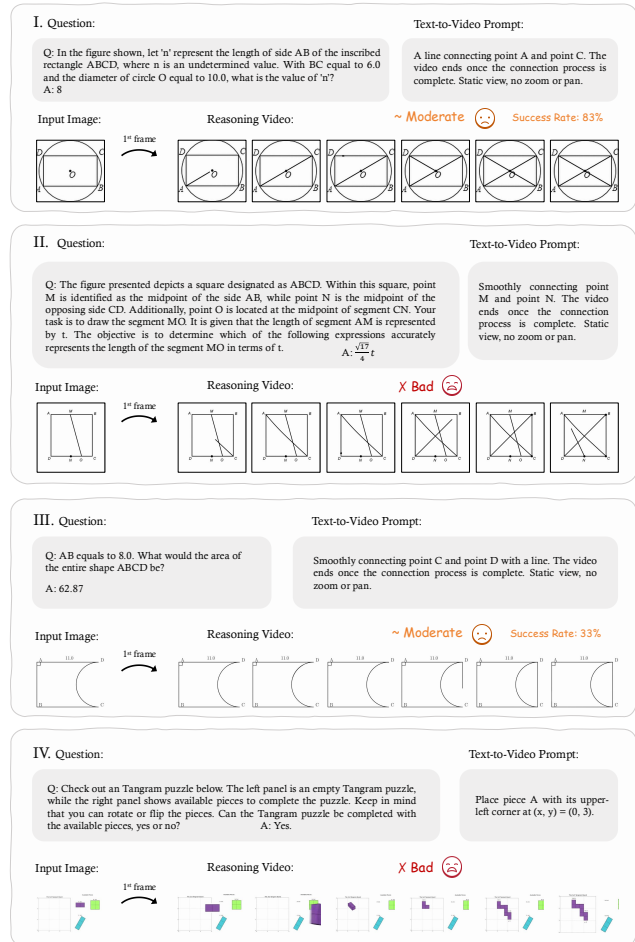 I. Question:
Text-to-Video Prompt:
Q: In the figure shown, let 'n' represent the length of side AB of the inscribed
rectangle ABCD, where n is an undetermined value. With BC equal to 6.0
and the diameter of circle O equal to 10.0, what is the value of 'n'?
A: 8
A line connecting point A and point C. The
video ends once the connection process is
complete. Static view, no zoom or pan.
Input Image:
Reasoning Video:
~ Moderate
Success Rate: 83%
1st frame
D C O A B
D C O A B
D C O A B
D C O A B
D C O A B
D C O A B
D C O A B
II. Question:
Text-to-Video Prompt:
Q: The figure presented depicts a square designated as ABCD. Within this square, point
M is identified as the midpoint of the side AB, while point N is the midpoint of the
opposing side CD. Additionally, point O is located at the midpoint of segment CN. Your
task is to draw the segment MO. It is given that the length of segment AM is represented
by t. The objective is to determine which of the following expressions accurately
represents the length of the segment MO in terms of t.
A: √17/4 t
Smoothly connecting point
M and point N. The video
ends once the connection
process is complete. Static
view, no zoom or pan.
Input Image:
Reasoning Video:
✗ Bad
1st frame
A M B D N O C
A M B D N O C
A M B D N O C
A M B D N O C
A M B D N O C
A M B D N O C
A M B D N O C
III. Question:
Text-to-Video Prompt:
Q: AB equals to 8.0. What would the area of
the entire shape ABCD be?
A: 62.87
Smoothly connecting point C and point D with a line. The video
ends once the connection process is complete. Static view, no
zoom or pan.
Input Image:
Reasoning Video:
~ Moderate
Success Rate: 33%
1st frame
A 11.0 D B C
A 11.0 D B C
A 11.0 D B C
A 11.0 D B C
A 11.0 D B C
A 11.0 D B C
A 11.0 D B C
IV. Question:
Text-to-Video Prompt:
Q: Check out an Tangram puzzle below. The left panel is an empty Tangram puzzle,
while the right panel shows available pieces to complete the puzzle. Keep in mind
that you can rotate or flip the pieces. Can the Tangram puzzle be completed with
the available pieces, yes or no?
A: Yes.
Place piece A with its upper-
left corner at (x, y) = (0, 3).
Input Image:
Reasoning Video:
✗ Bad
1st frame